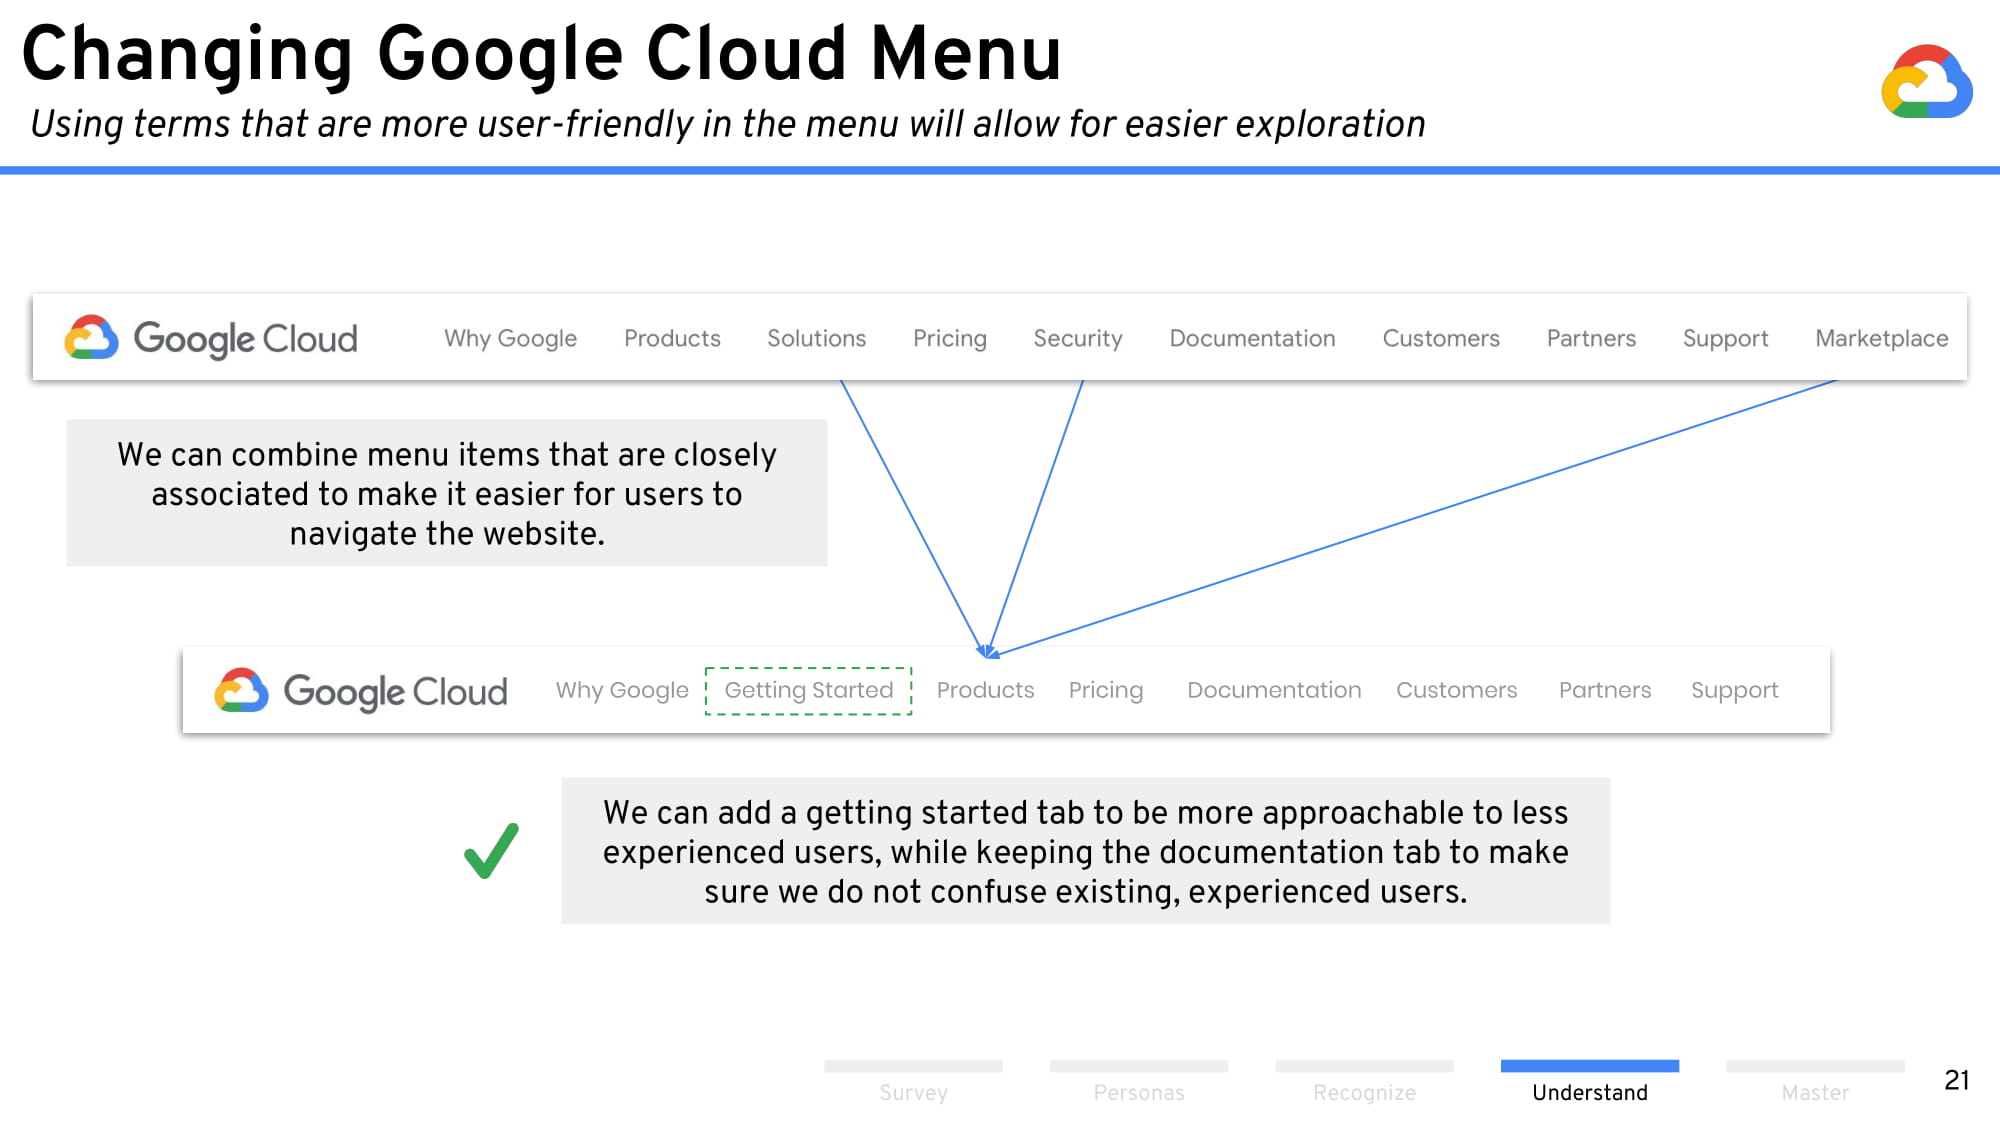 Changing Google Cloud Menu
Using terms that are more user-friendly in the menu will allow for easier exploration
Google Cloud Why Google Products Solutions Pricing Security Documentation Customers Partners Support Marketplace
We can combine menu items that are closely
associated to make it easier for users to
navigate the website.
Google Cloud Why Google Getting Started Products Pricing Documentation Customers Partners Support
We can add a getting started tab to be more approachable to less
experienced users, while keeping the documentation tab to make
sure we do not confuse existing, experienced users.
Survey Personas Recognize Understand Master
21